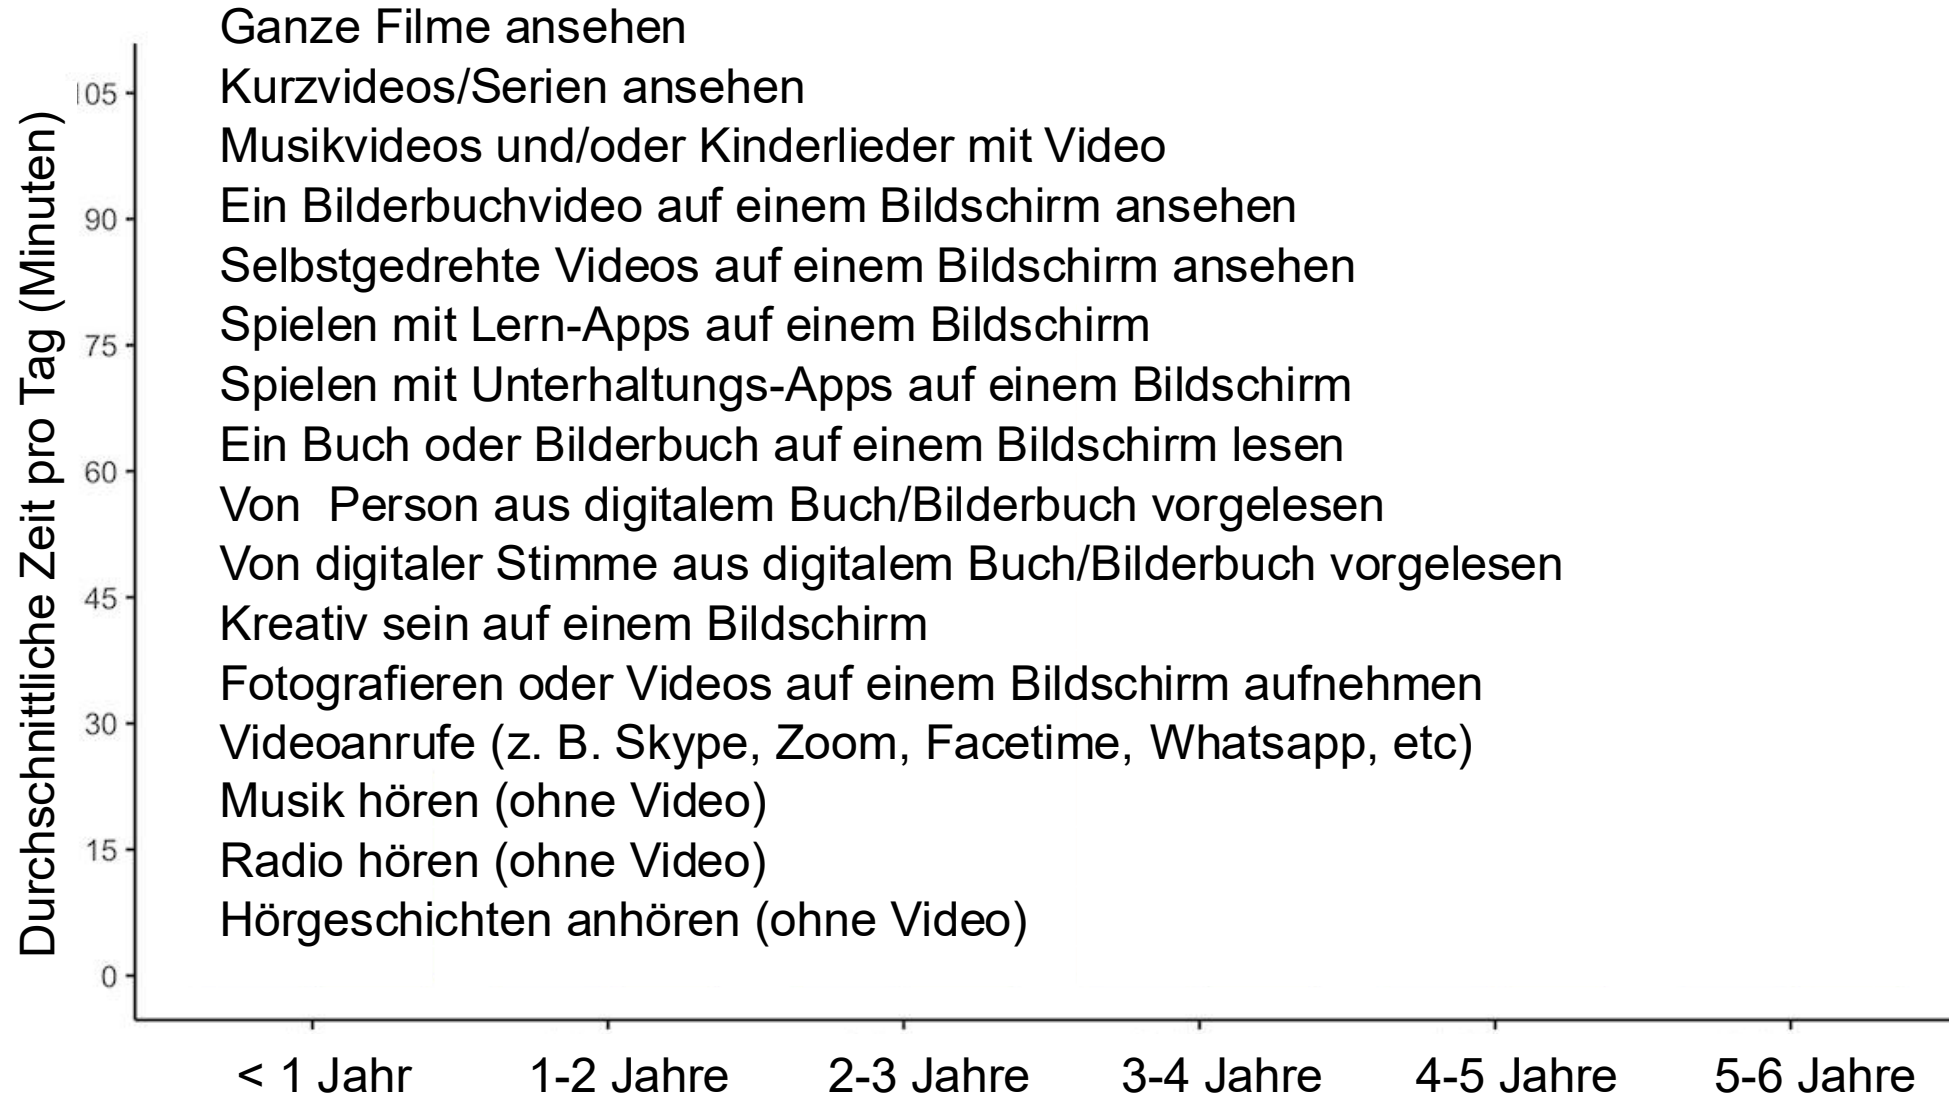 Ganze Filme ansehen
Kurzvideos/Serien ansehen
Musikvideos und/oder Kinderlieder mit Video
Ein Bilderbuchvideo auf einem Bildschirm ansehen
Selbstgedrehte Videos auf einem Bildschirm ansehen
Spielen mit Lern-Apps auf einem Bildschirm
Spielen mit Unterhaltungs-Apps auf einem Bildschirm
Ein Buch oder Bilderbuch auf einem Bildschirm lesen
Von  Person aus digitalem Buch/Bilderbuch vorgelesen
Von digitaler Stimme aus digitalem Buch/Bilderbuch vorgelesen
Kreativ sein auf einem Bildschirm
Fotografieren oder Videos auf einem Bildschirm aufnehmen
Videoanrufe (z. B. Skype, Zoom, Facetime, Whatsapp, etc)
Musik hören (ohne Video)
Radio hören (ohne Video)
Hörgeschichten anhören (ohne Video)
Durchschnittliche Zeit pro Tag (Minuten)
105
90
75
60
45
30
15
0
< 1 Jahr
1-2 Jahre
2-3 Jahre
3-4 Jahre
4-5 Jahre
5-6 Jahre